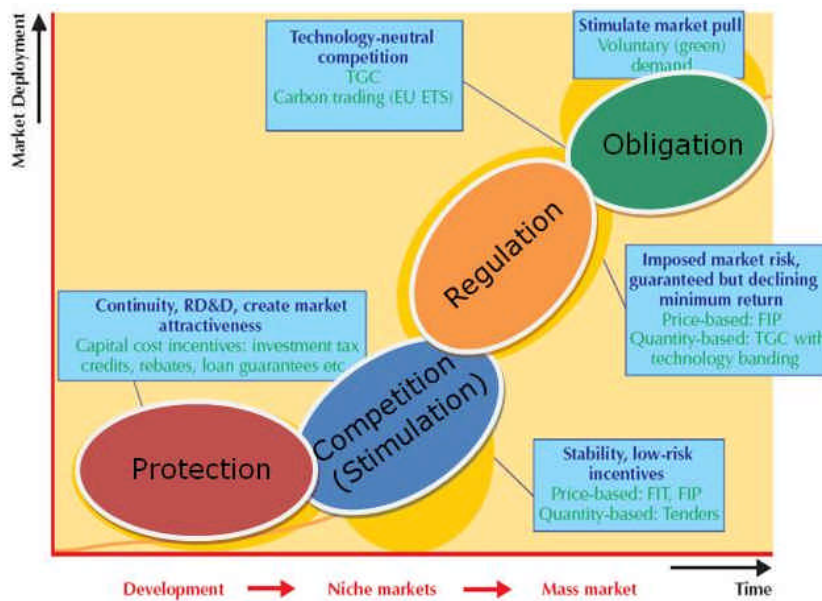 Market Deployment
Technology-neutral
competition
TGC
Carbon trading (EU ETS)
Stimulate market pull
Voluntary (green)
demand
Obligation
Regulation
Imposed market risk,
guaranteed but declining
minimum return
Price-based: FIP
Quantity-based: TGC with
technology banding
Continuity, RD&D, create market
attractiveness
Capital cost incentives: investment tax
credits, rebates, loan guarantees etc
Competition
(Stimulation)
Protection
Stability, low-risk
incentives
Price-based: FIT, FIP
Quantity-based: Tenders
Development
Niche markets
Mass market
Time